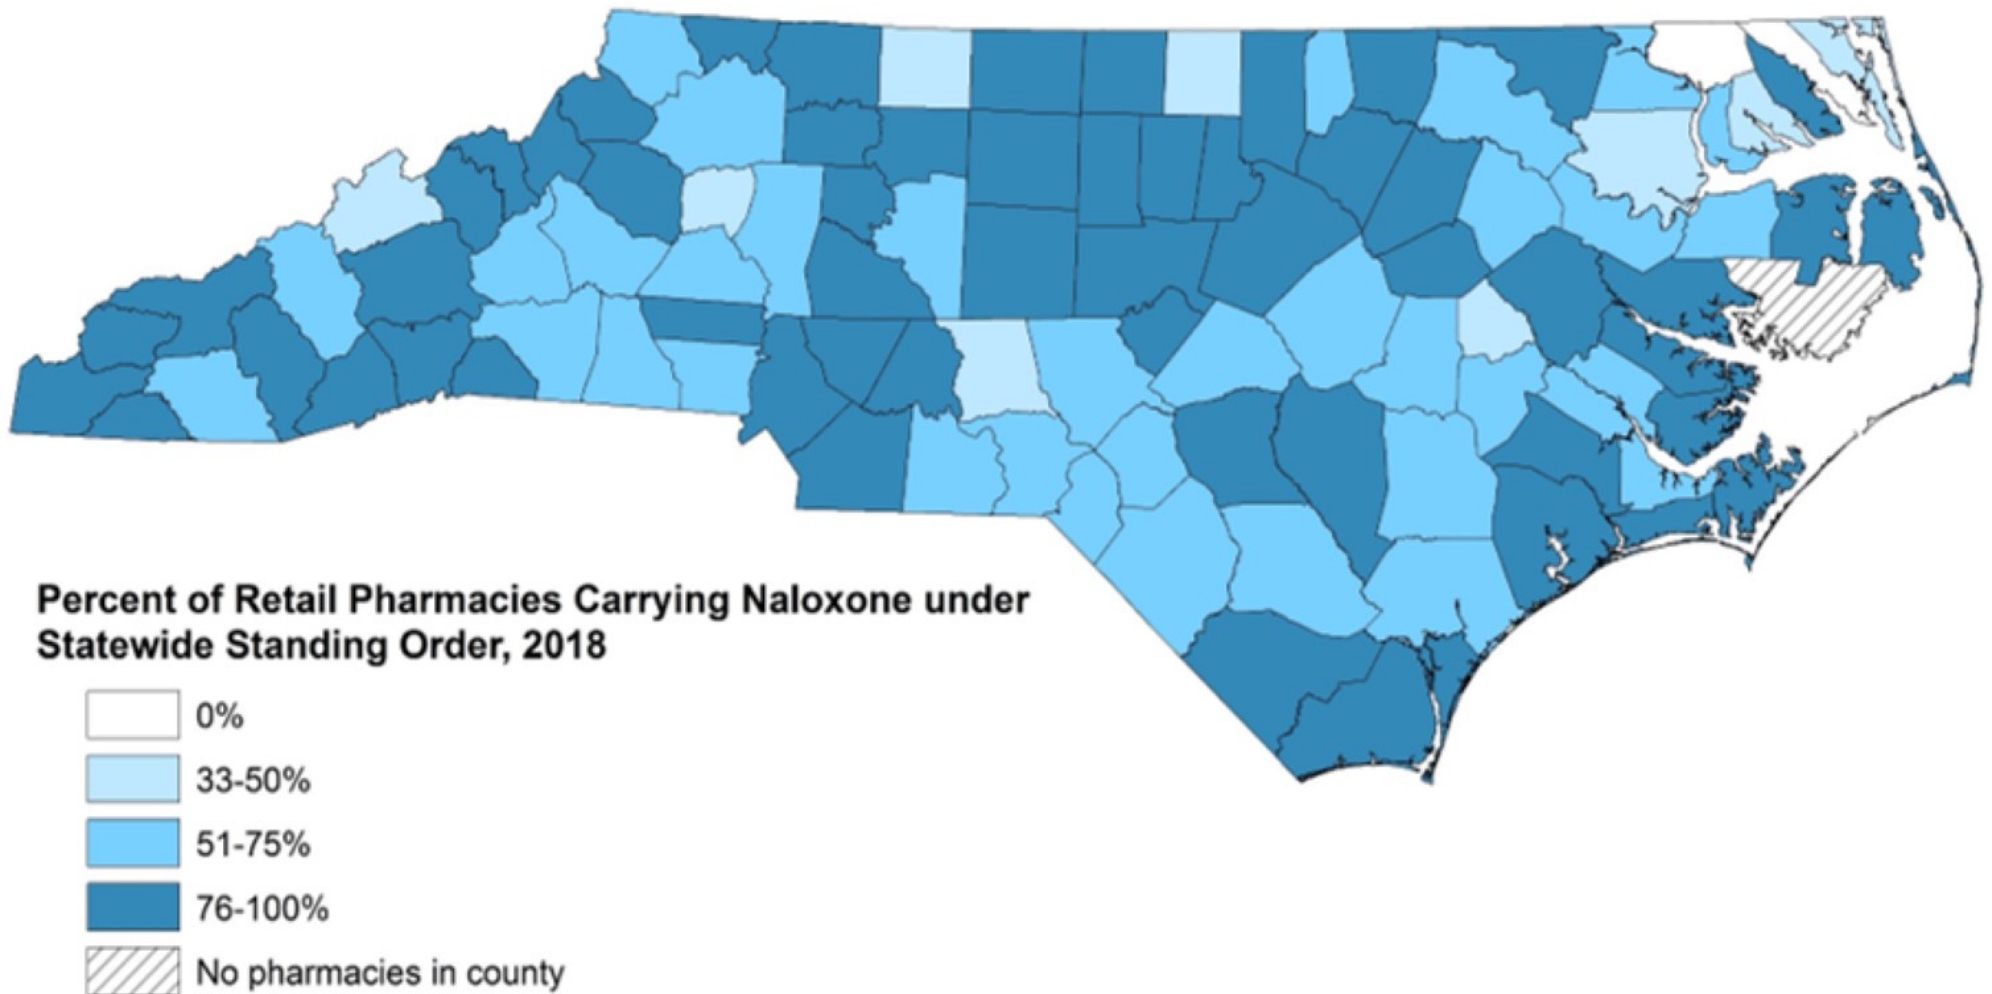 Percent of Retail Pharmacies Carrying Naloxone under
Statewide Standing Order, 2018
0%
33-50%
51-75%
76-100%
No pharmacies in county